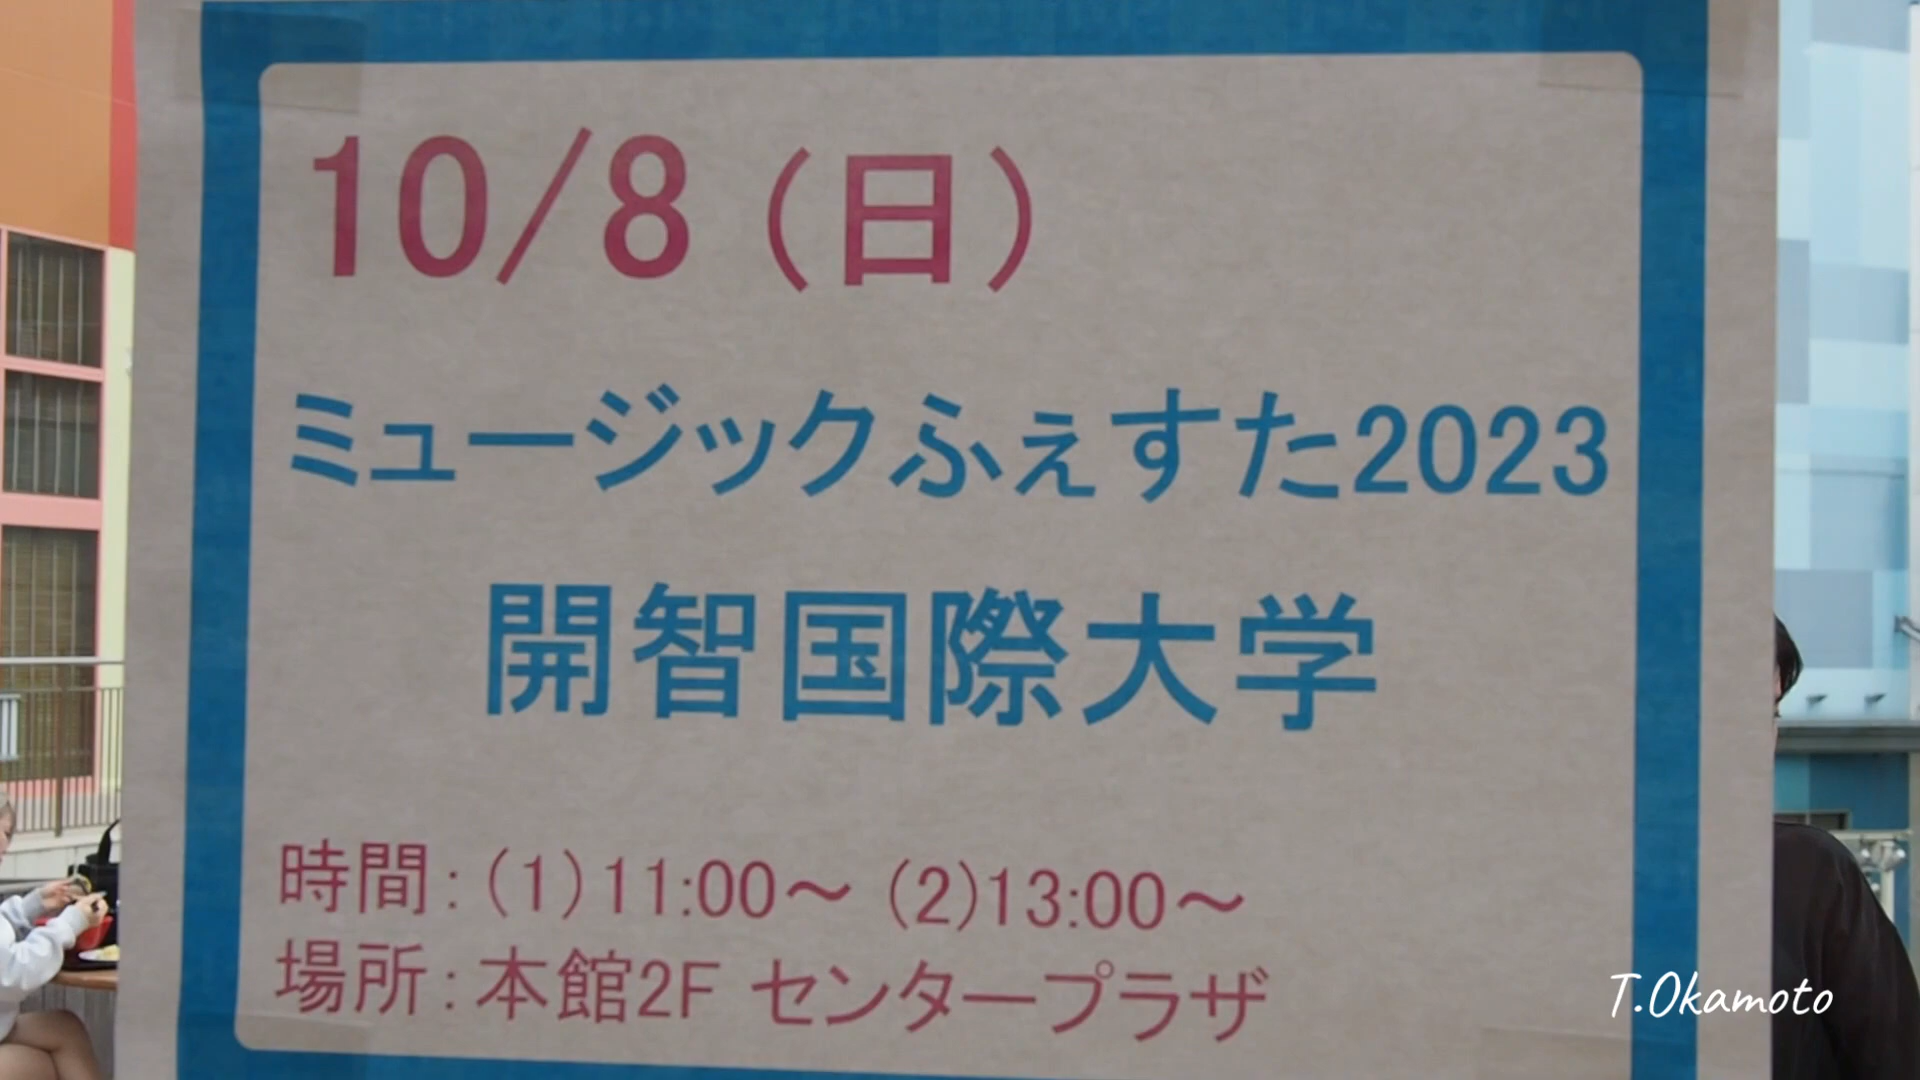 10/8（日）
ミュージックふぇすた2023
開智国際大学
時間：（1）11:00～ (2)13:00～
場所：本館2F センタープラザ
T.Okamoto